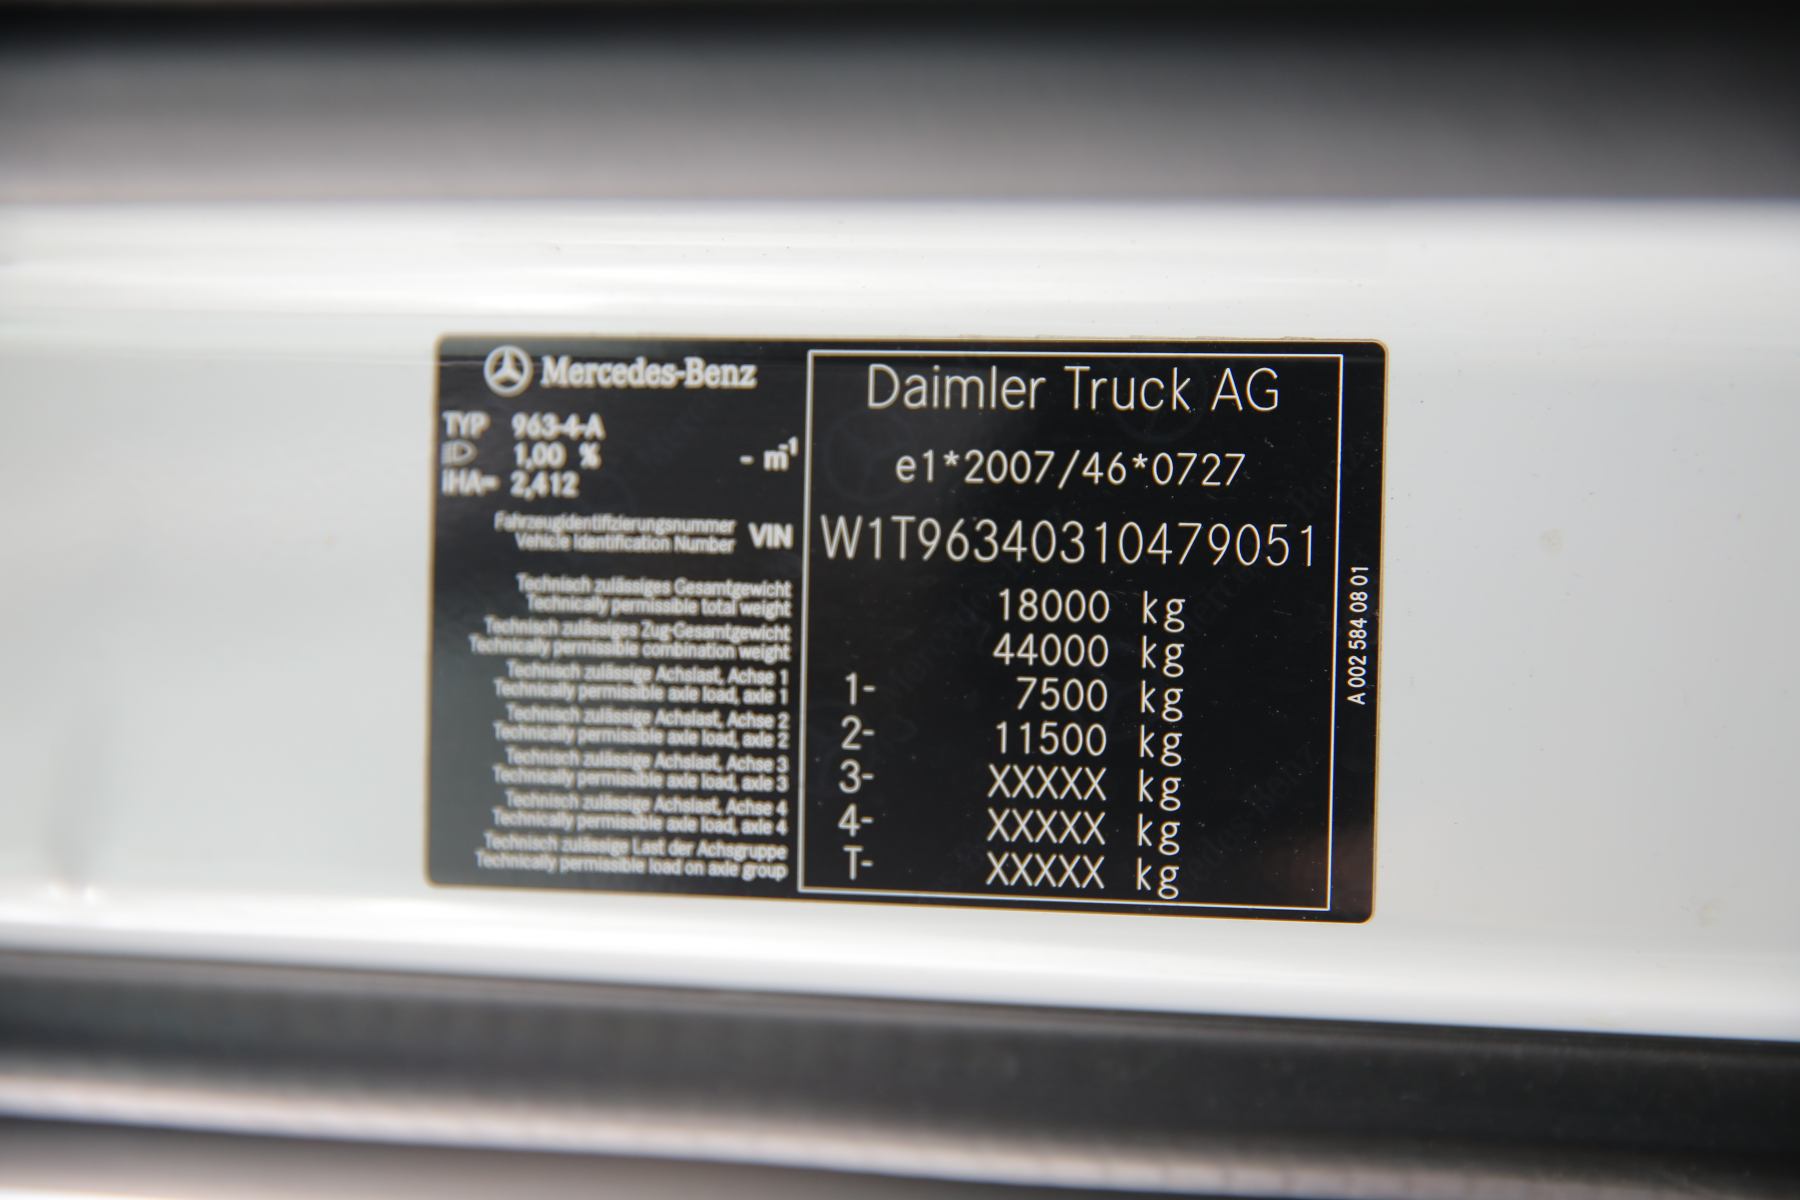 Mercedes-Benz
TYP 963-4-A
1,00 % - m-1
IHA= 2,412
Fahrzeugidentifizierungsnummer
Vehicle Identification Number
VIN
Technisch zulässiges Gesamtgewicht
Technically permissible total weight
Technisch zulässiges Zug-Gesamtgewicht
Technically permissible combination weight
Technisch zulässige Achslast, Achse 1
Technically permissible axle load, axle 1
Technisch zulässige Achslast, Achse 2
Technically permissible axle load, axle 2
Technisch zulässige Achslast, Achse 3
Technically permissible axle load, axle 3
Technisch zulässige Achslast, Achse 4
Technically permissible axle load, axle 4
Technisch zulässige Last der Achsgruppe
Technically permissible load on axle group
Daimler Truck AG
e1*2007/46*0727
W1T96340310479051
18000 kg
44000 kg
1- 7500 kg
2- 11500 kg
3- XXXXX kg
4- XXXXX kg
T- XXXXX kg
A 002 584 08 01